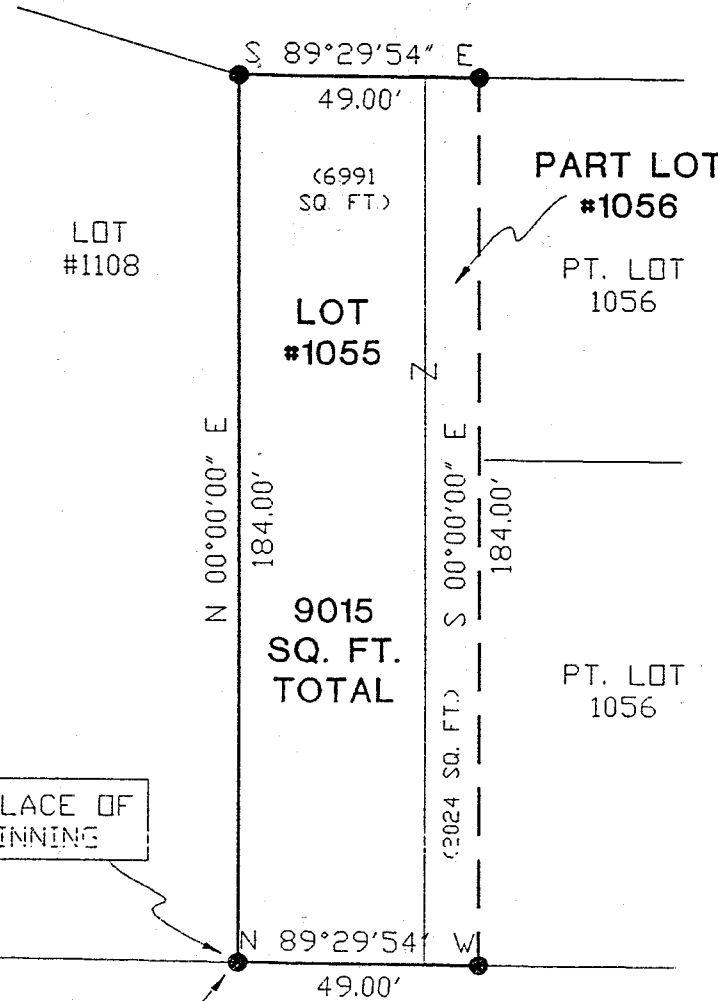 S 89°29'54" E
49.00'
(6991
SQ. FT.)
PART LOT
#1056
LOT
#1108
PT. LOT
1056
LOT
#1055
N 00°00'00" E
184.00'
S 00°00'00" E
184.00'
9015
SQ. FT.
TOTAL
PT. LOT
1056
(2024 SQ. FT.)
LACE OF
INNING
N 89°29'54" W
49.00'